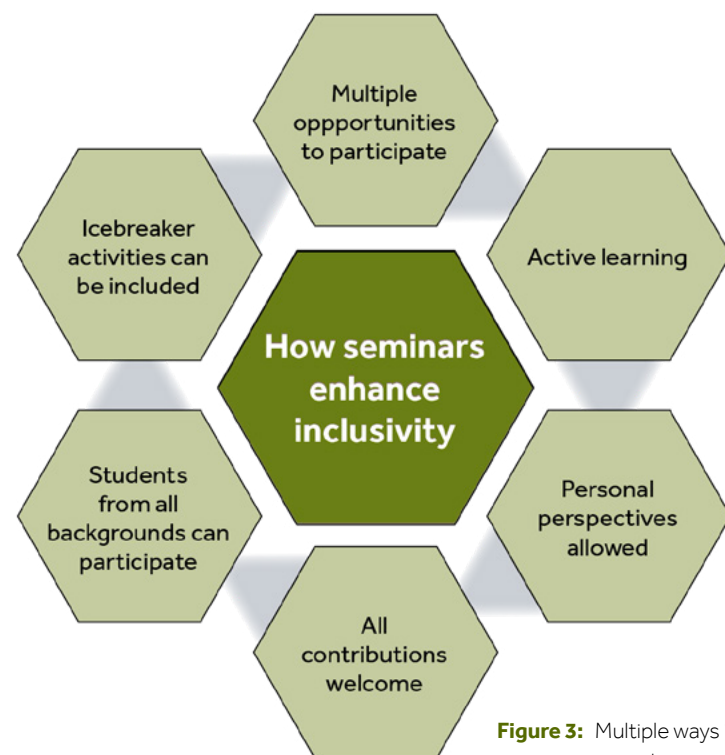 Multiple
oppportunities
to participate
Active learning
Personal
perspectives
allowed
All
contributions
welcome
Students
from all
backgrounds can
participate
Icebreaker
activities can
be included
How seminars
enhance
inclusivity
Figure 3: Multiple ways